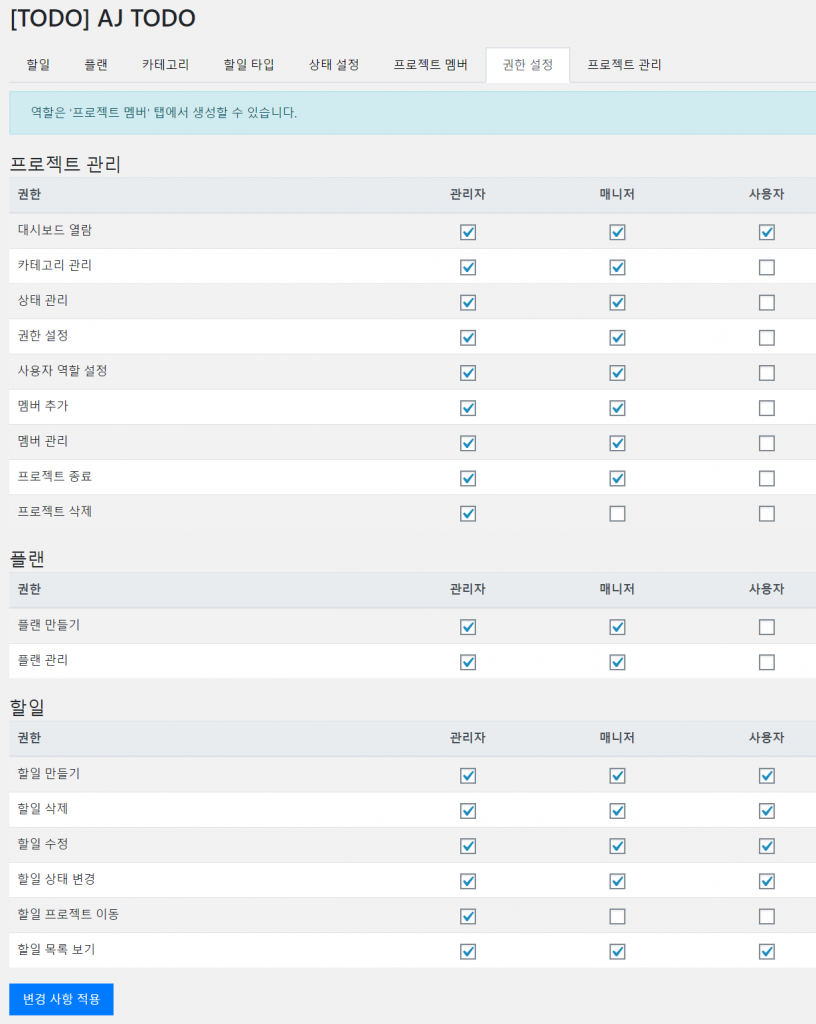 [TODO] AJ TODO
할일 플랜 카테고리 할일 타입 상태 설정 프로젝트 멤버 권한 설정 프로젝트 관리
역할은 '프로젝트 멤버' 탭에서 생성할 수 있습니다.
프로젝트 관리
권한 관리자 매니저 사용자
대시보드 열람
카테고리 관리
상태 관리
권한 설정
사용자 역할 설정
멤버 추가
멤버 관리
프로젝트 종료
프로젝트 삭제
플랜
권한 관리자 매니저 사용자
플랜 만들기
플랜 관리
할일
권한 관리자 매니저 사용자
할일 만들기
할일 삭제
할일 수정
할일 상태 변경
할일 프로젝트 이동
할일 목록 보기
변경 사항 적용